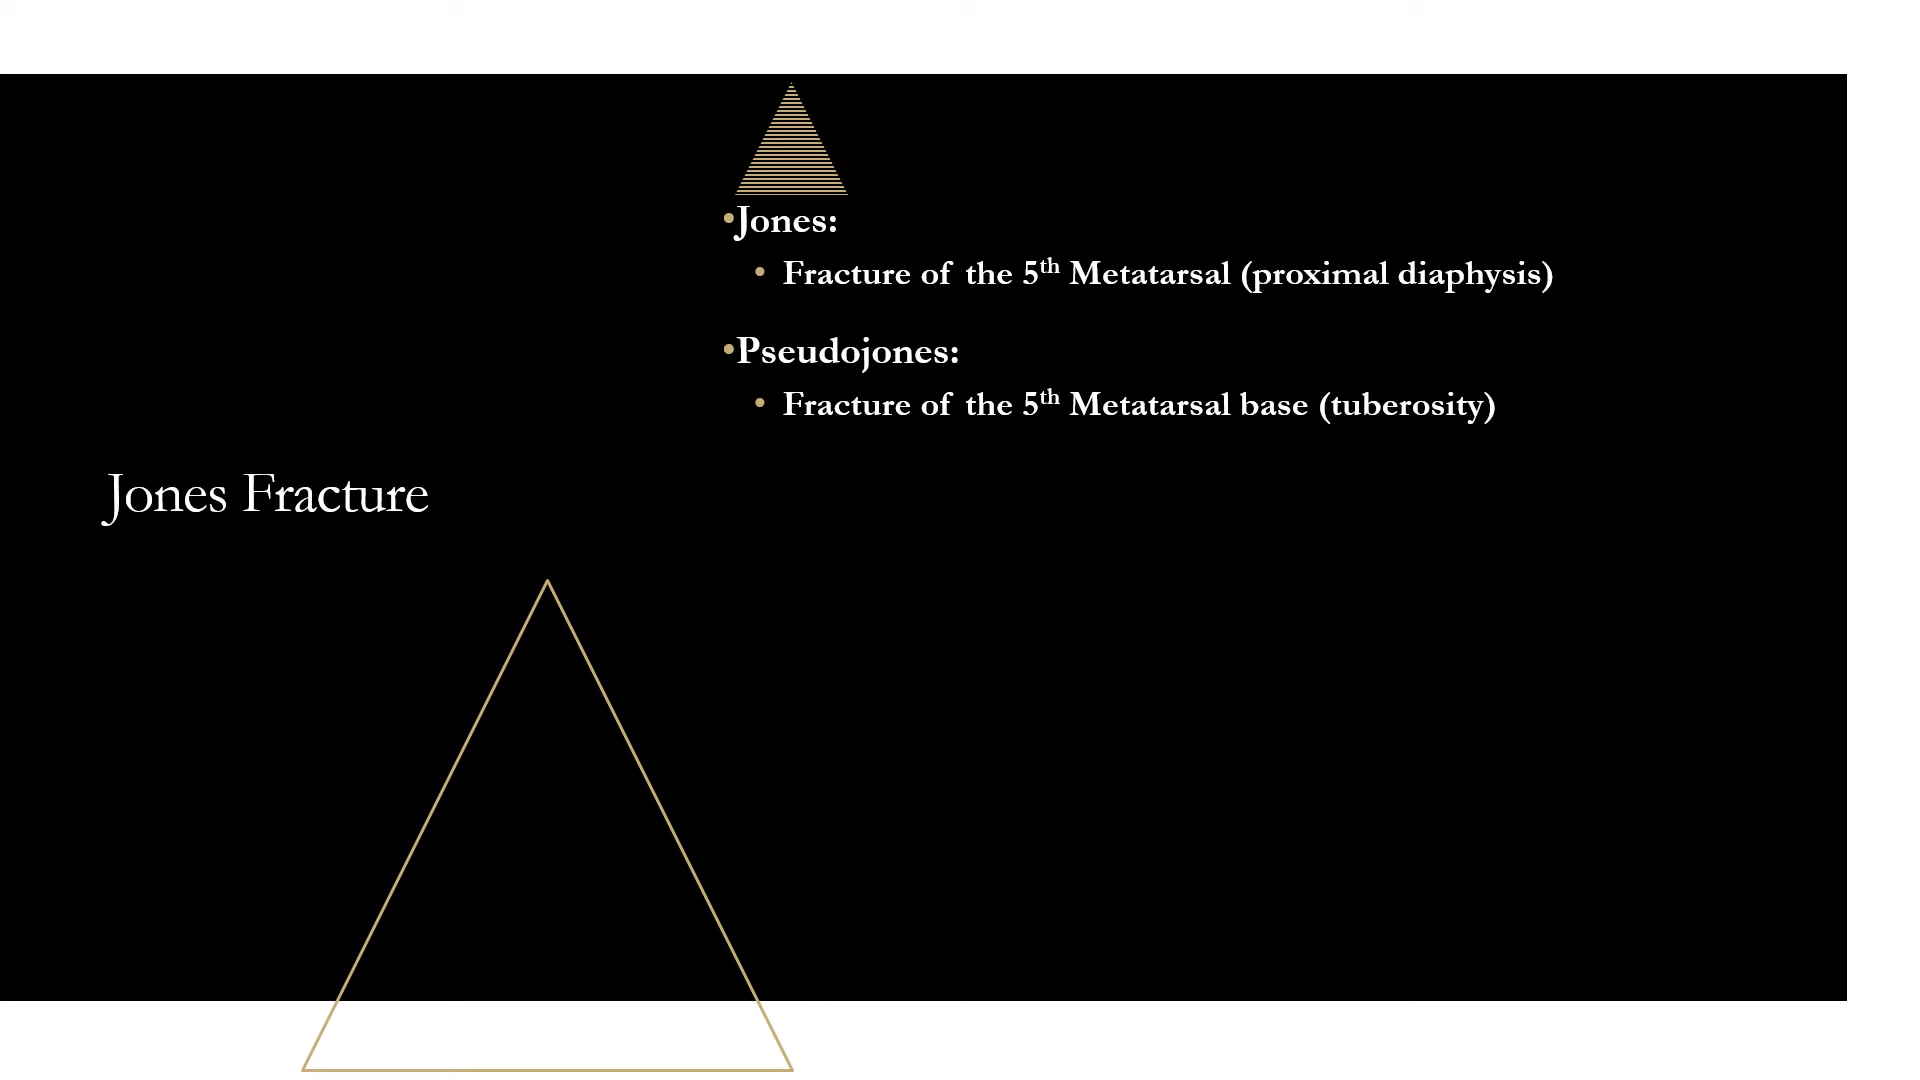 Jones Fracture
•Jones:
• Fracture of the 5th Metatarsal (proximal diaphysis)
•Pseudojones:
• Fracture of the 5th Metatarsal base (tuberosity)